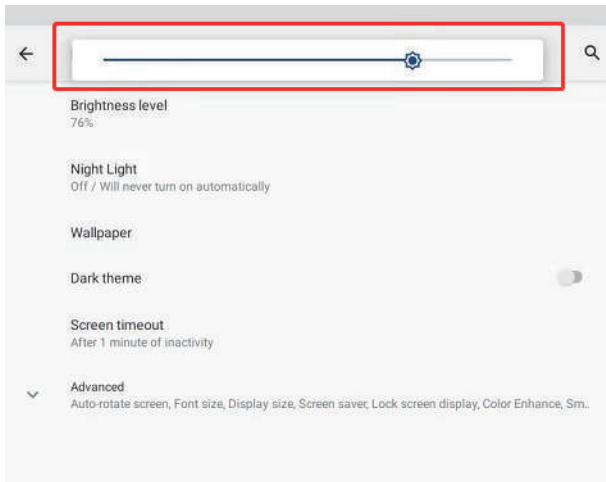 Brightness level
76%
Night Light
Off / Will never turn on automatically
Wallpaper
Dark theme
Screen timeout
After 1 minute of inactivity
Advanced
Auto-rotate screen, Font size, Display size, Screen saver, Lock screen display, Color Enhance, Sm..